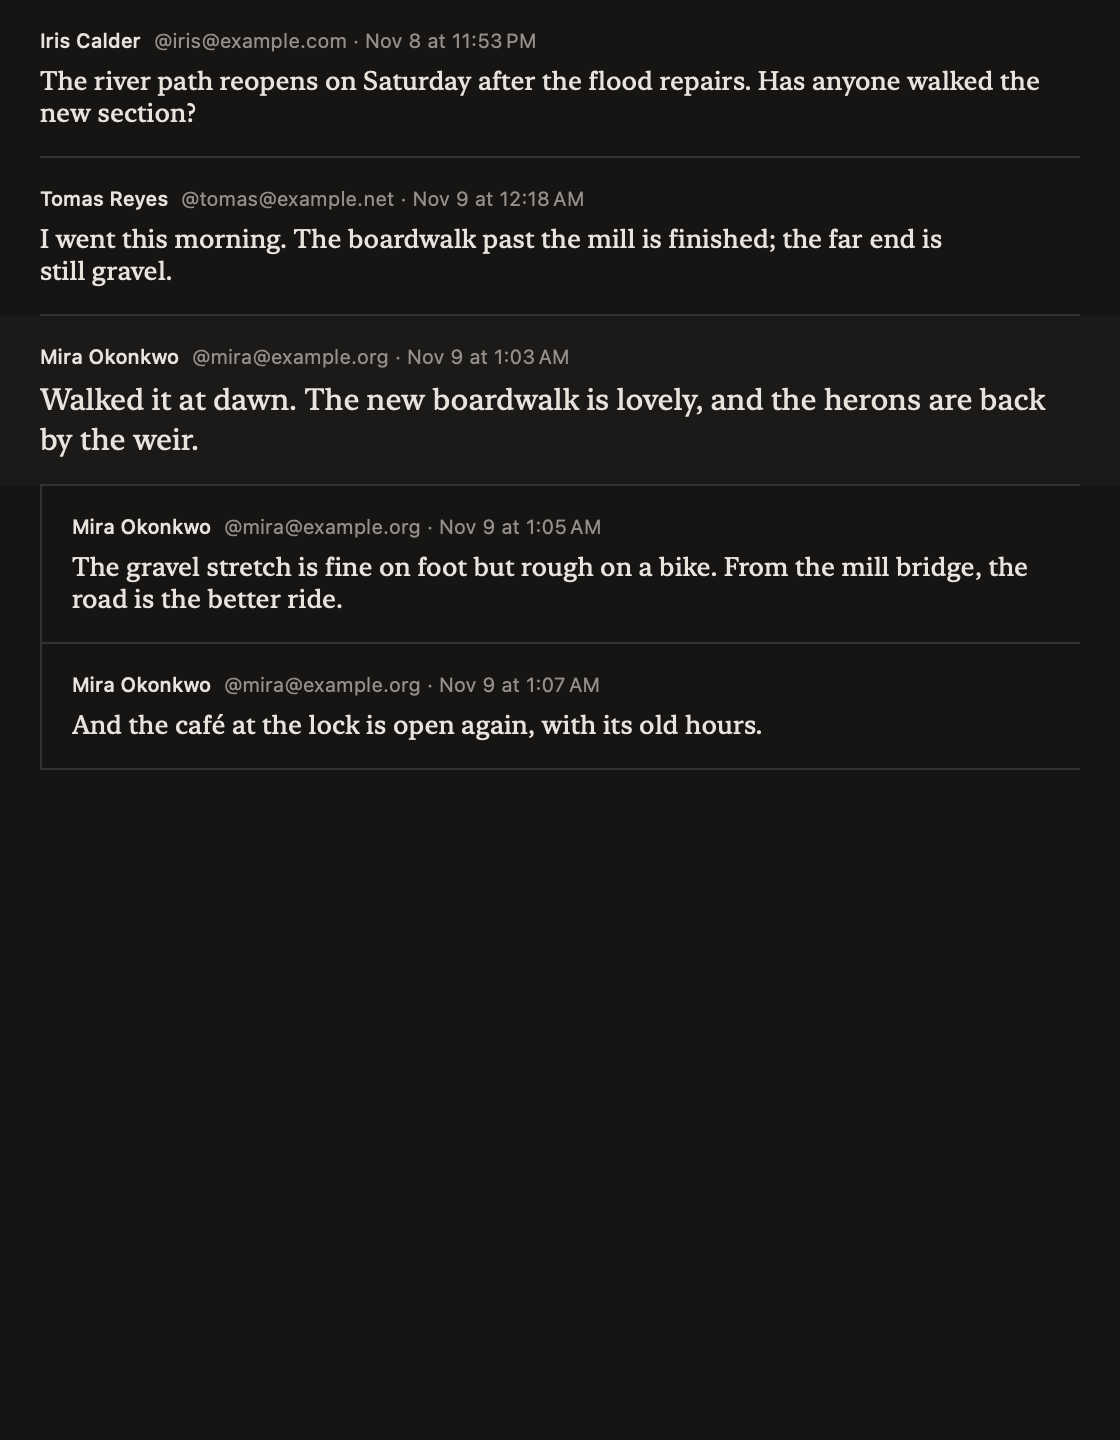 Iris Calder @iris@example.com · Nov 8 at 11:53 PM
The river path reopens on Saturday after the flood repairs. Has anyone walked the
new section?
Tomas Reyes @tomas@example.net · Nov 9 at 12:18 AM
I went this morning. The boardwalk past the mill is finished; the far end is
still gravel.
Mira Okonkwo @mira@example.org · Nov 9 at 1:03 AM
Walked it at dawn. The new boardwalk is lovely, and the herons are back
by the weir.
Mira Okonkwo @mira@example.org · Nov 9 at 1:05 AM
The gravel stretch is fine on foot but rough on a bike. From the mill bridge, the
road is the better ride.
Mira Okonkwo @mira@example.org · Nov 9 at 1:07 AM
And the café at the lock is open again, with its old hours.